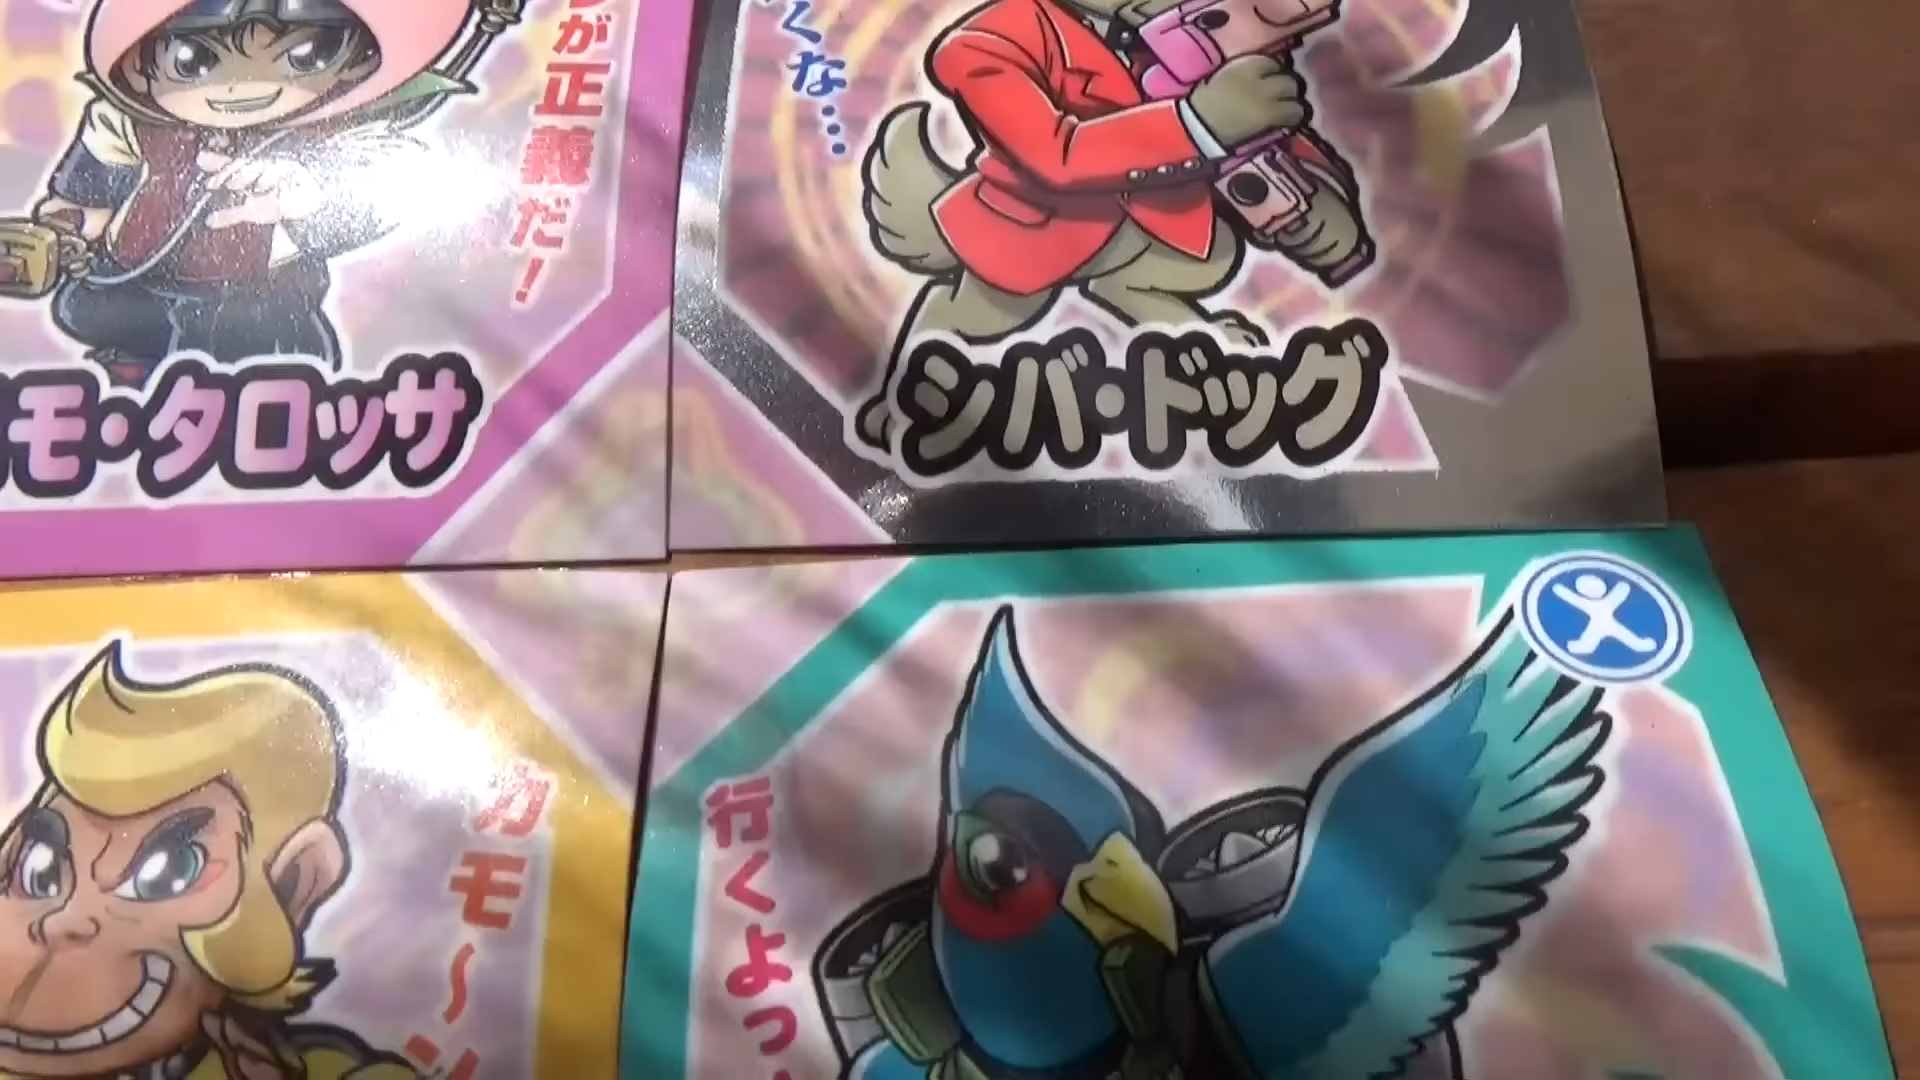 が正義だ！
くな…
モ・タロッサ
シバ・ドッグ
カモ～ン
行くよっ